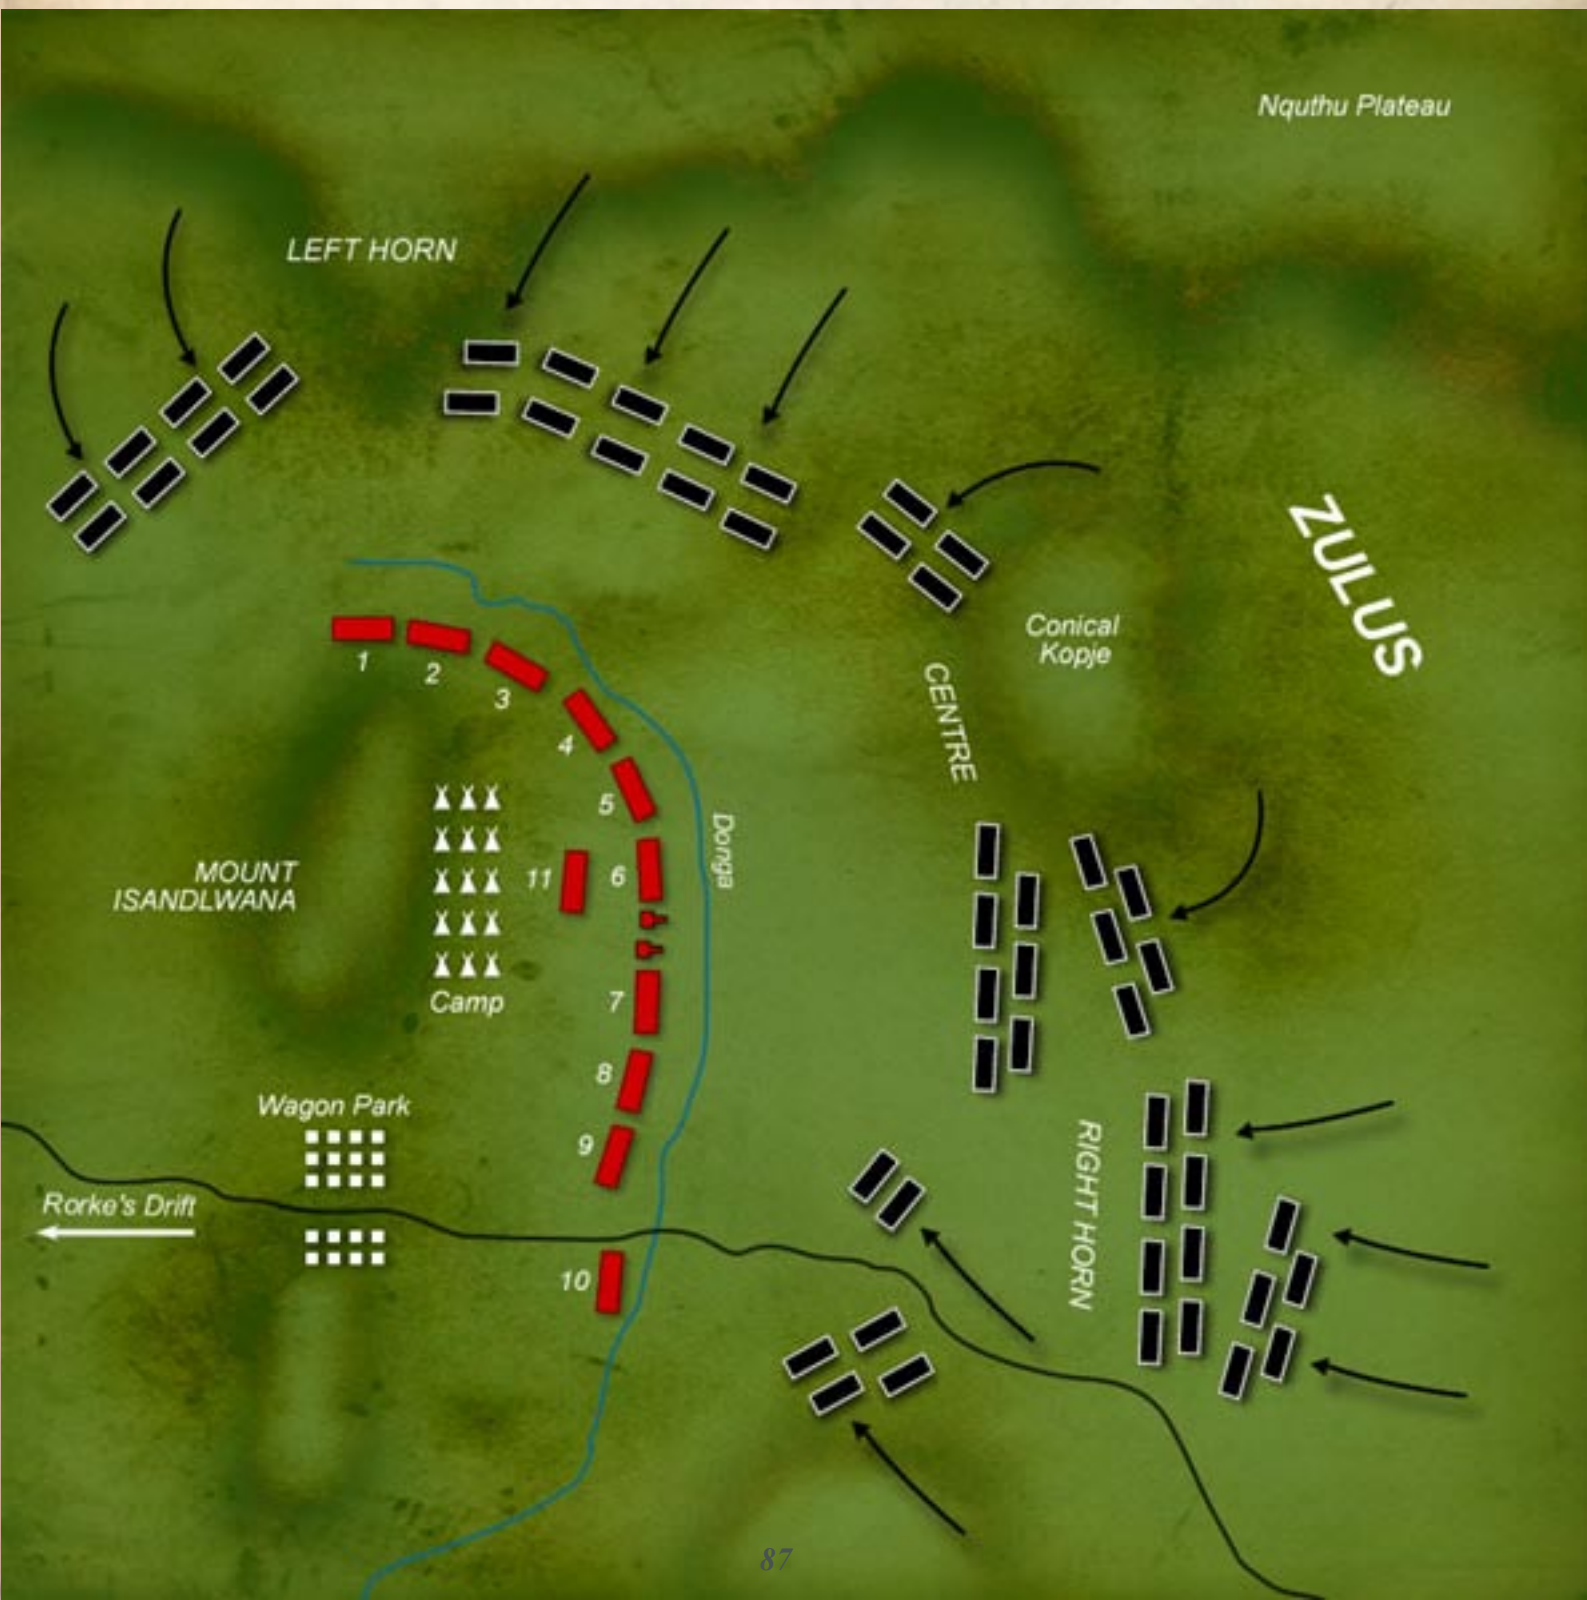 Nquthu Plateau
LEFT HORN
ZULUS
Conical
Kopje
CENTRE
1
2
3
4
5
6
11
Donga
MOUNT
ISANDLWANA
Camp
7
8
Wagon Park
9
RIGHT HORN
Rorke's Drift
10
87